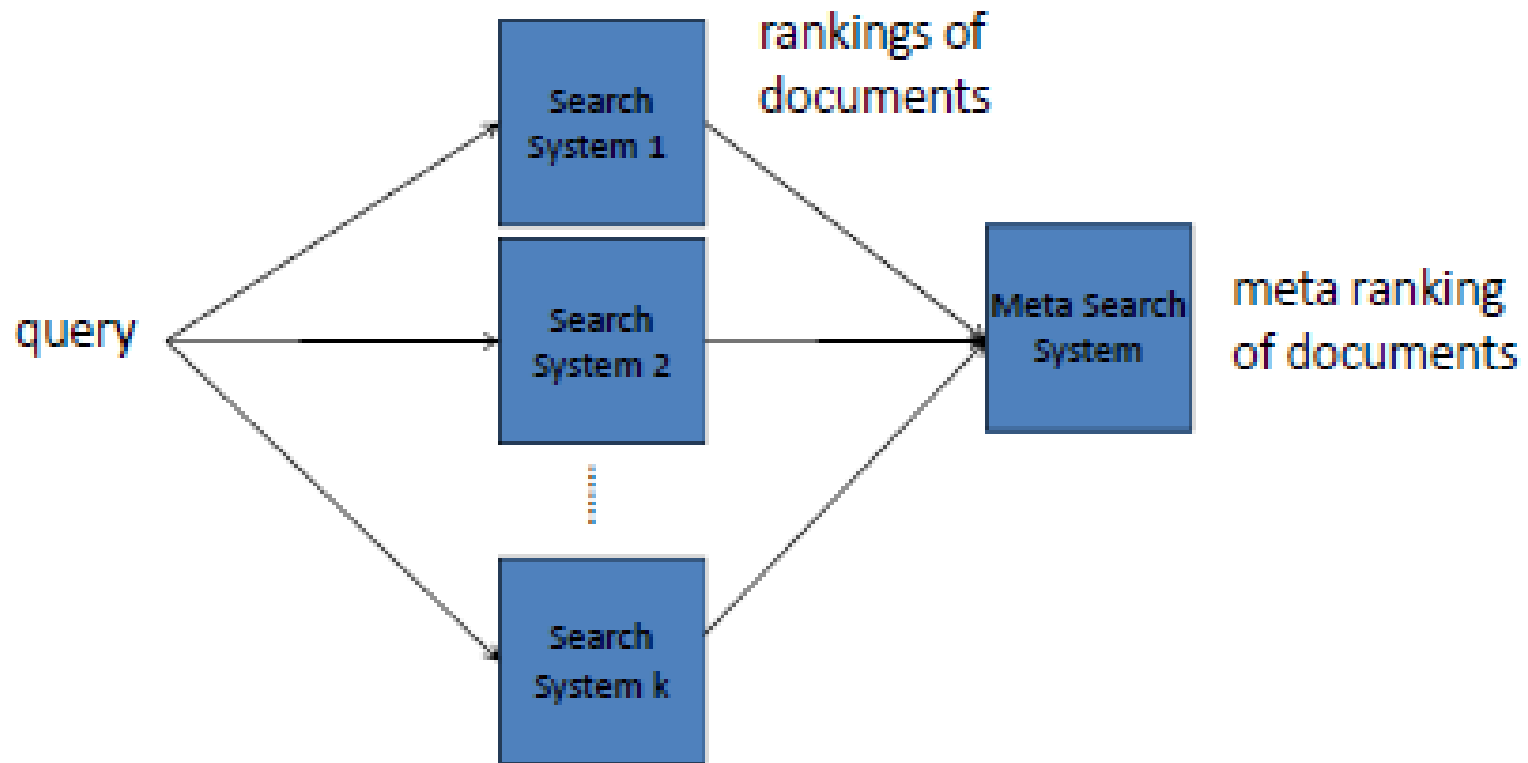 query
Search
System 1
Search
System 2
Search
System k
rankings of
documents
Meta Search
System
meta ranking
of documents